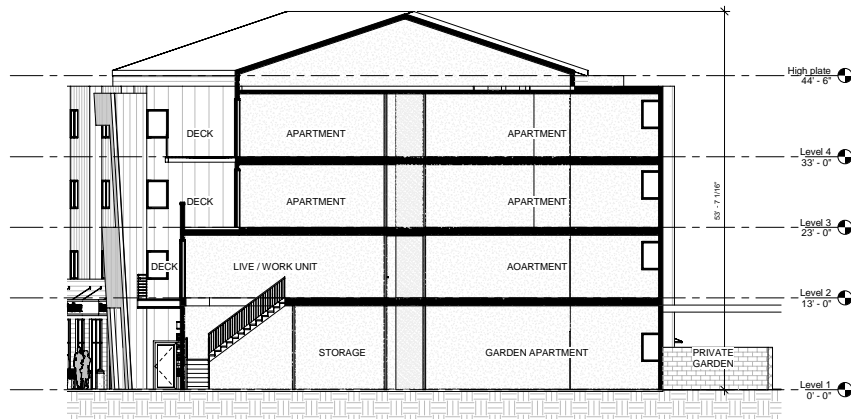 High plate
44' - 6"
DECK
APARTMENT
APARTMENT
Level 4
33' - 0"
53' - 7 1/16"
DECK
APARTMENT
APARTMENT
Level 3
23' - 0"
DECK
LIVE / WORK UNIT
AOARTMENT
Level 2
13' - 0"
STORAGE
GARDEN APARTMENT
PRIVATE
GARDEN
Level 1
0' - 0"